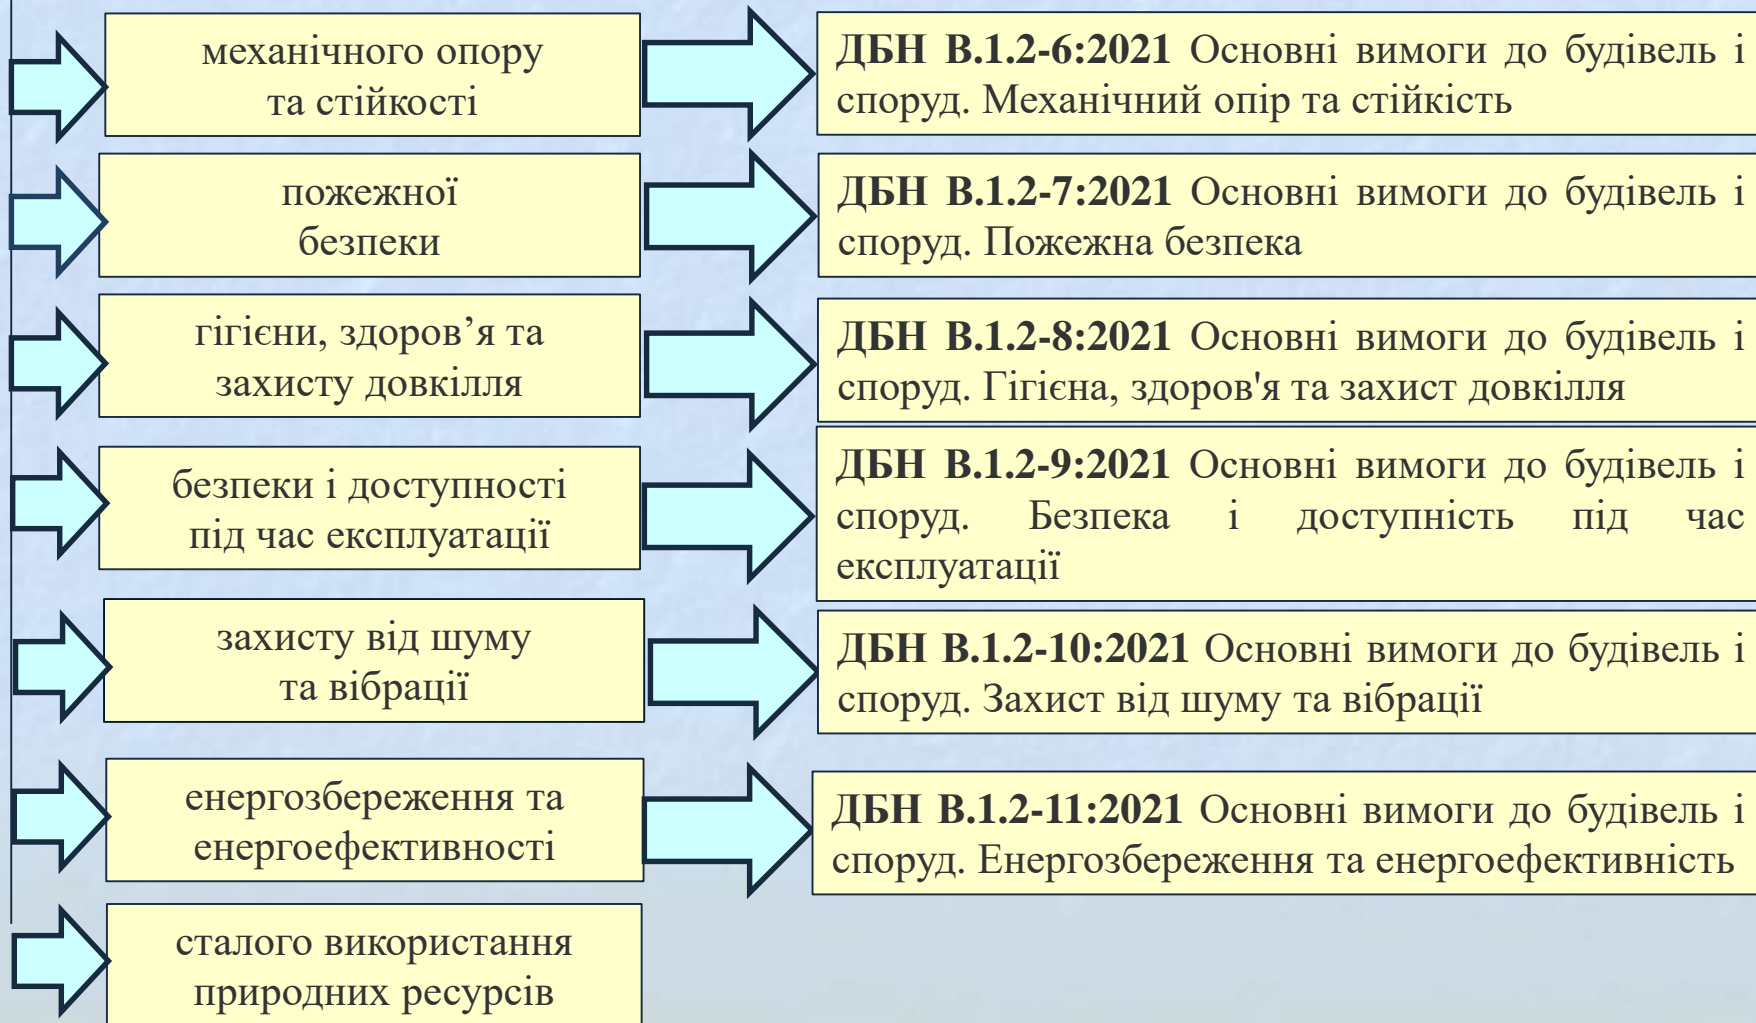 механічного опору
та стійкості
ДБН В.1.2-6:2021 Основні вимоги до будівель і
споруд. Механічний опір та стійкість
пожежної
безпеки
ДБН В.1.2-7:2021 Основні вимоги до будівель і
споруд. Пожежна безпека
гігієни, здоров’я та
захисту довкілля
ДБН В.1.2-8:2021 Основні вимоги до будівель і
споруд. Гігієна, здоров'я та захист довкілля
безпеки і доступності
під час експлуатації
ДБН В.1.2-9:2021 Основні вимоги до будівель і
споруд. Безпека і доступність під час
експлуатації
захисту від шуму
та вібрації
ДБН В.1.2-10:2021 Основні вимоги до будівель і
споруд. Захист від шуму та вібрації
енергозбереження та
енергоефективності
ДБН В.1.2-11:2021 Основні вимоги до будівель і
споруд. Енергозбереження та енергоефективність
сталого використання
природних ресурсів